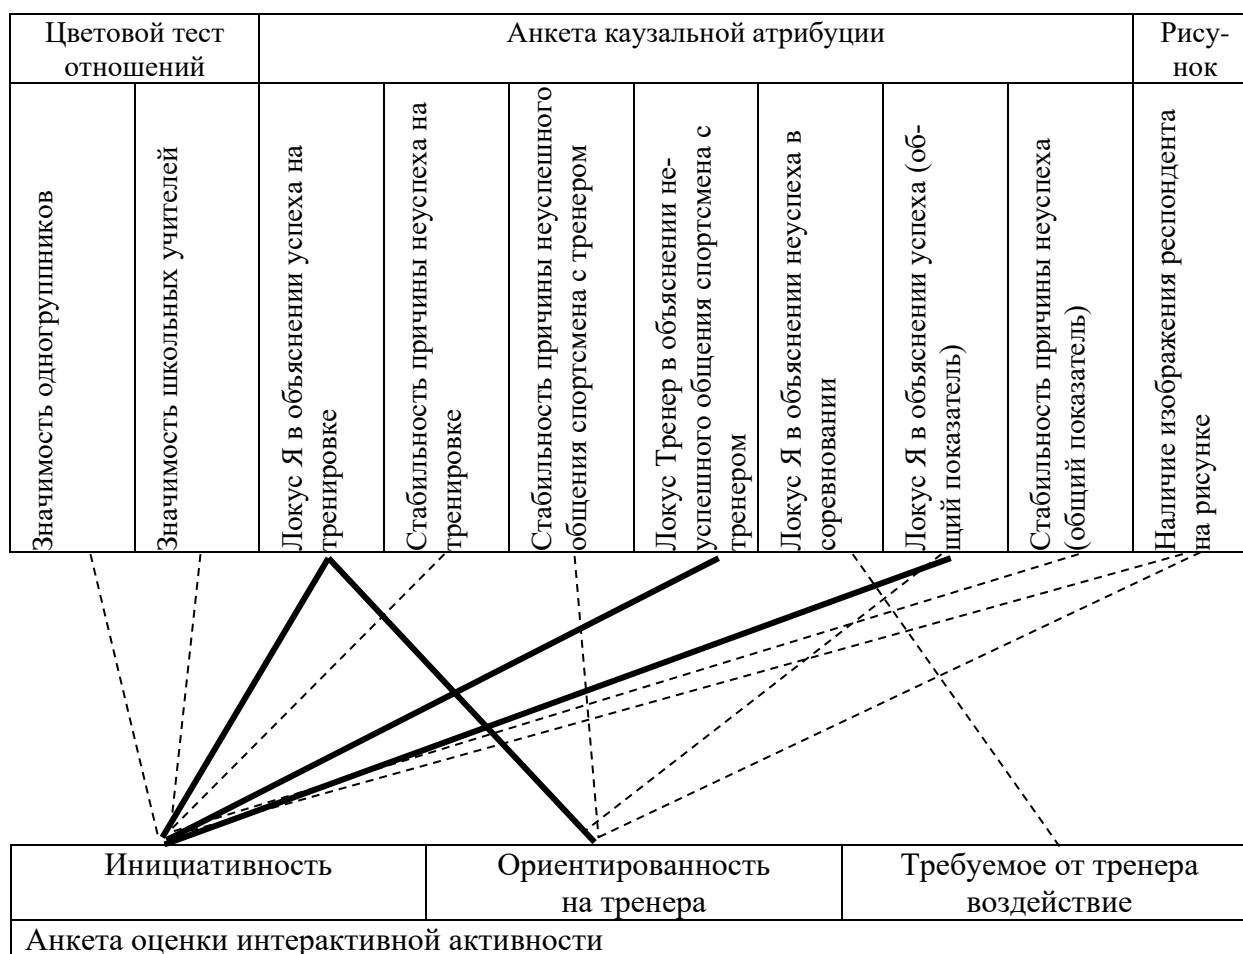 Цветовой тест
отношений
Анкета каузальной атрибуции
Рису-
нок
Значимость одногруппников
Значимость школьных учителей
Локус Я в объяснении успеха на
тренировке
Стабильность причины неуспеха на
тренировке
Стабильность причины неуспешного
общения спортсмена с тренером
Локус Тренер в объяснении не-
успешного общения спортсмена с
тренером
Локус Я в объяснении неуспеха в
соревновании
Локус Я в объяснении успеха (об-
щий показатель)
Стабильность причины неуспеха
(общий показатель)
Наличие изображения респондента
на рисунке
Инициативность
Ориентированность
на тренера
Требуемое от тренера
воздействие
Анкета оценки интерактивной активности